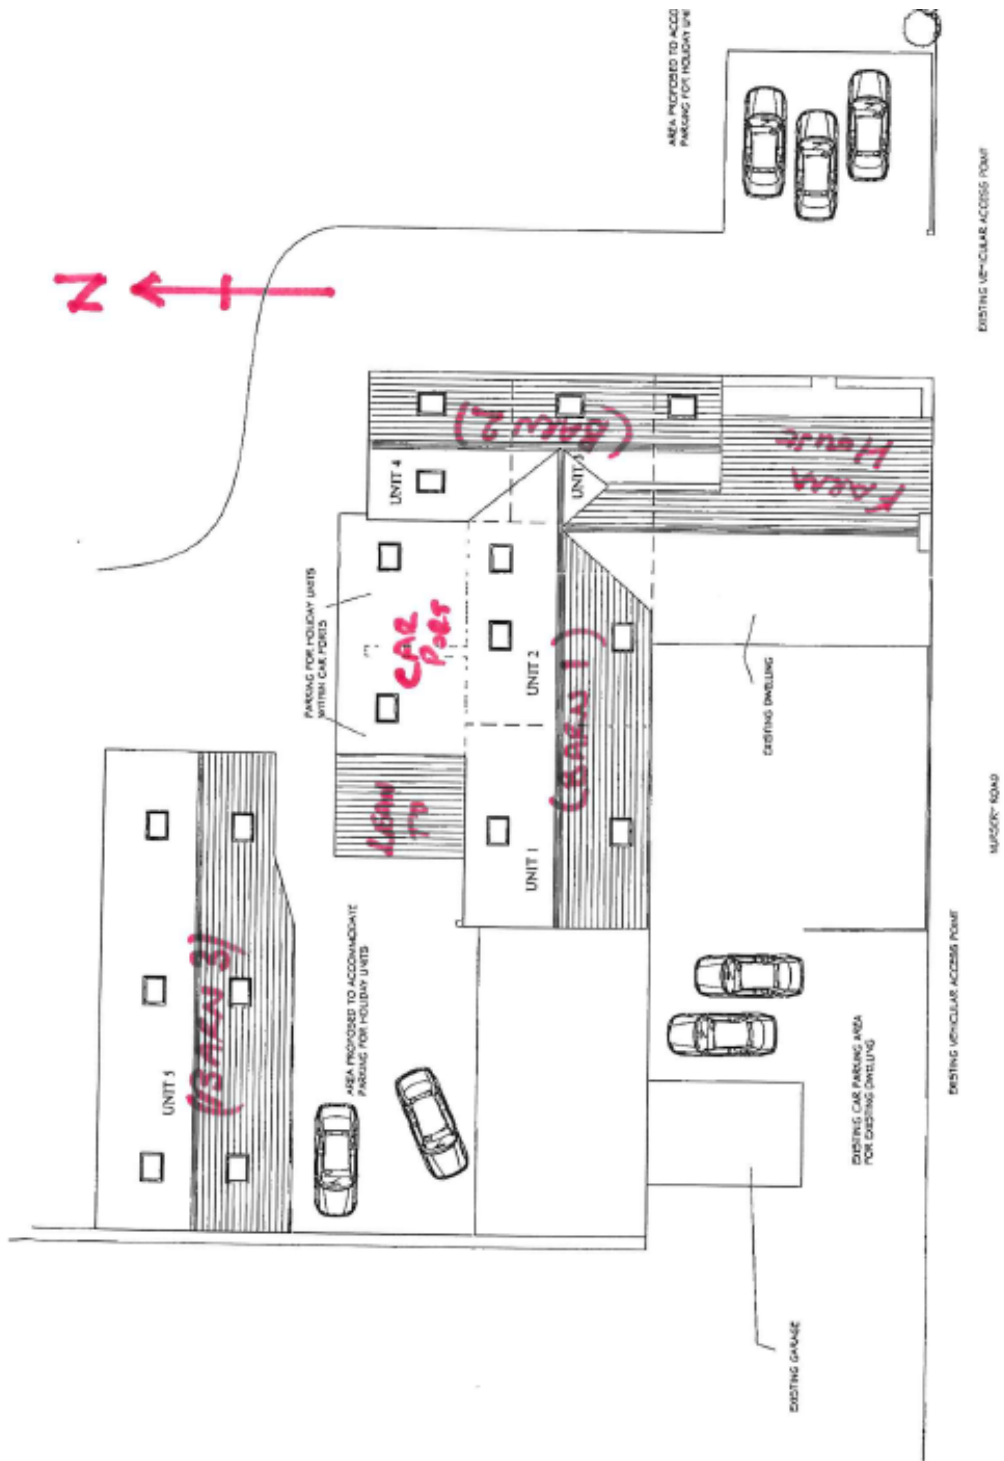 AREA PROPOSED TO ACCO
PARKING FOR HOLIDAY UNI
EXISTING VEHICULAR ACCESS POINT
N
UNIT 4
(BARN 2)
UNIT 3
FARM
HOUSE
PARKING FOR HOLIDAY UNITS
WITHIN CAR PORTS
CAR
PORT
UNIT 2
(BARN 1)
EXISTING DWELLING
LEAN
TO
UNIT 1
NURSERY ROAD
UNIT 5
(BARN 3)
AREA PROPOSED TO ACCOMMODATE
PARKING FOR HOLIDAY UNITS
EXISTING CAR PARKING AREA
FOR EXISTING DWELLING
EXISTING VEHICULAR ACCESS POINT
EXISTING GARAGE